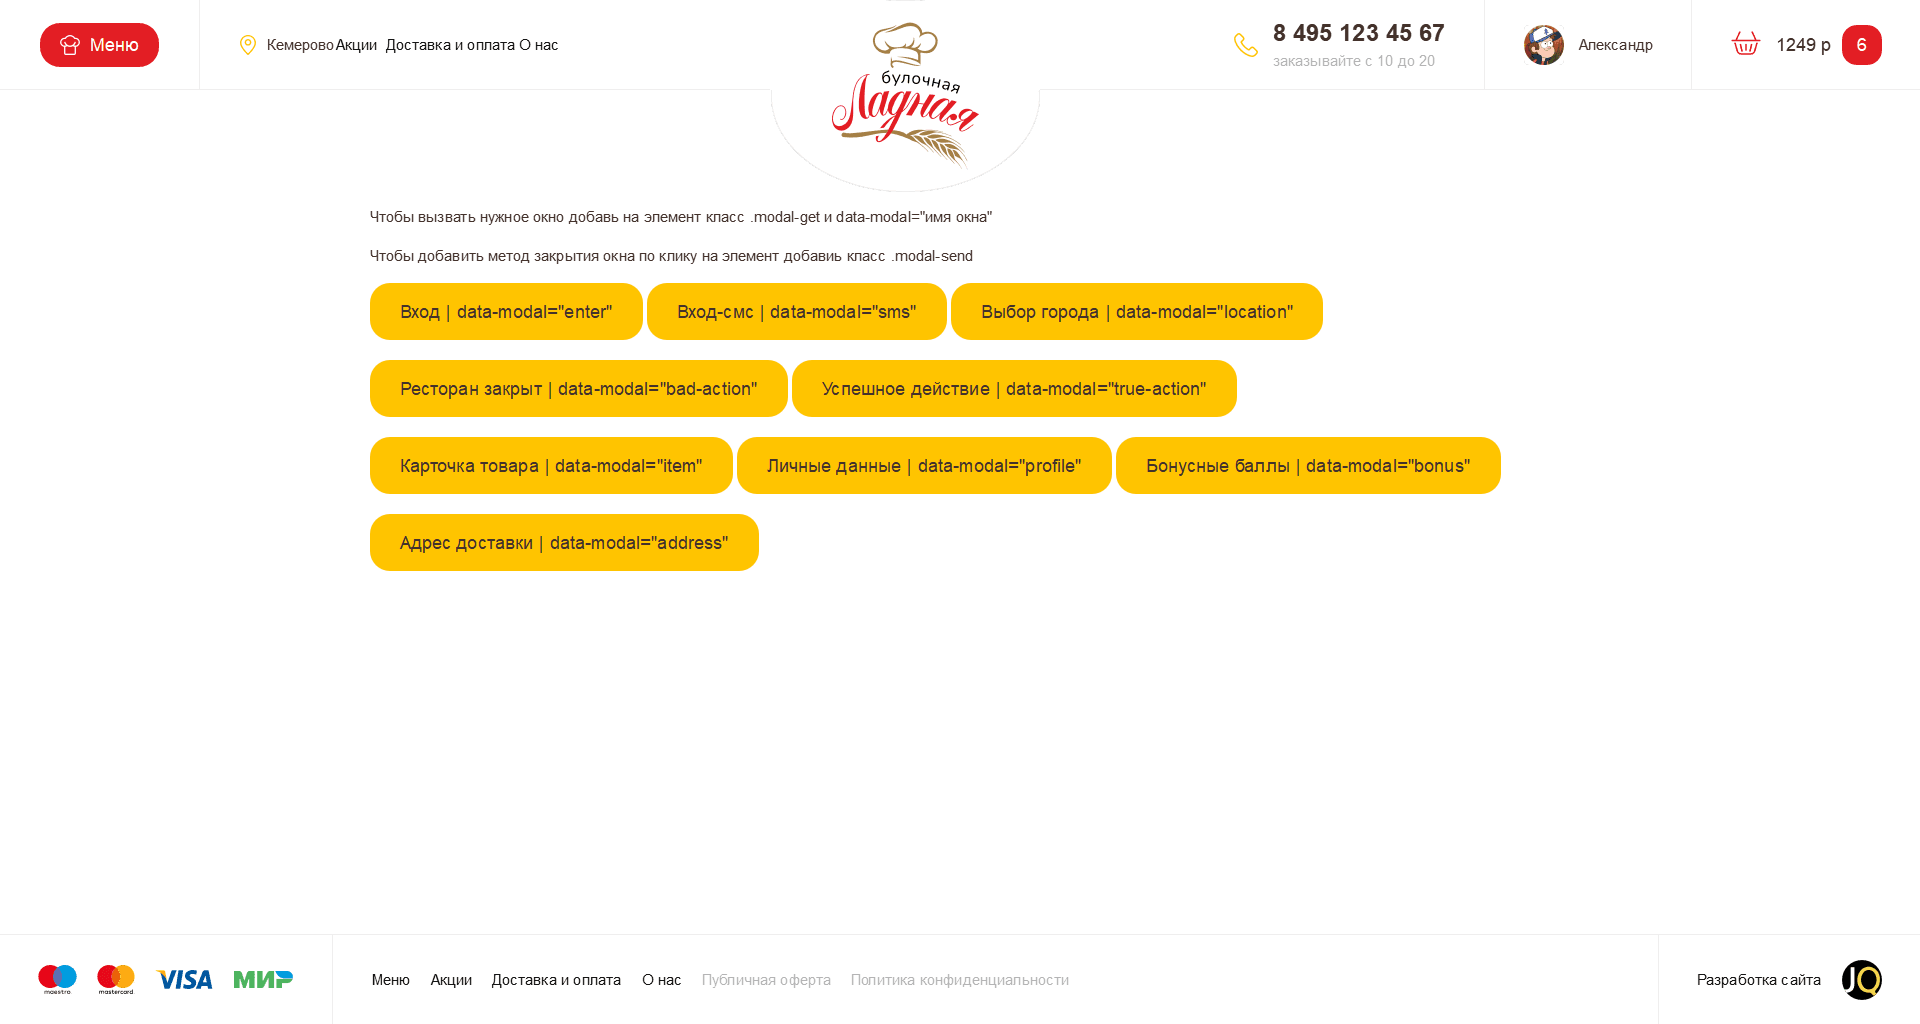 Меню
Кемерово Акции Доставка и оплата О нас
булочная
Ладная
8 495 123 45 67
заказывайте с 10 до 20
Александр
1249 р 6
Чтобы вызвать нужное окно добавь на элемент класс .modal-get и data-modal="имя окна"
Чтобы добавить метод закрытия окна по клику на элемент добавиь класс .modal-send
Вход | data-modal="enter" Вход-смс | data-modal="sms" Выбор города | data-modal="location"
Ресторан закрыт | data-modal="bad-action" Успешное действие | data-modal="true-action"
Карточка товара | data-modal="item" Личные данные | data-modal="profile" Бонусные баллы | data-modal="bonus"
Адрес доставки | data-modal="address"
maestro mastercard VISA МИР
Меню Акции Доставка и оплата О нас Публичная оферта Политика конфиденциальности
Разработка сайта JQ